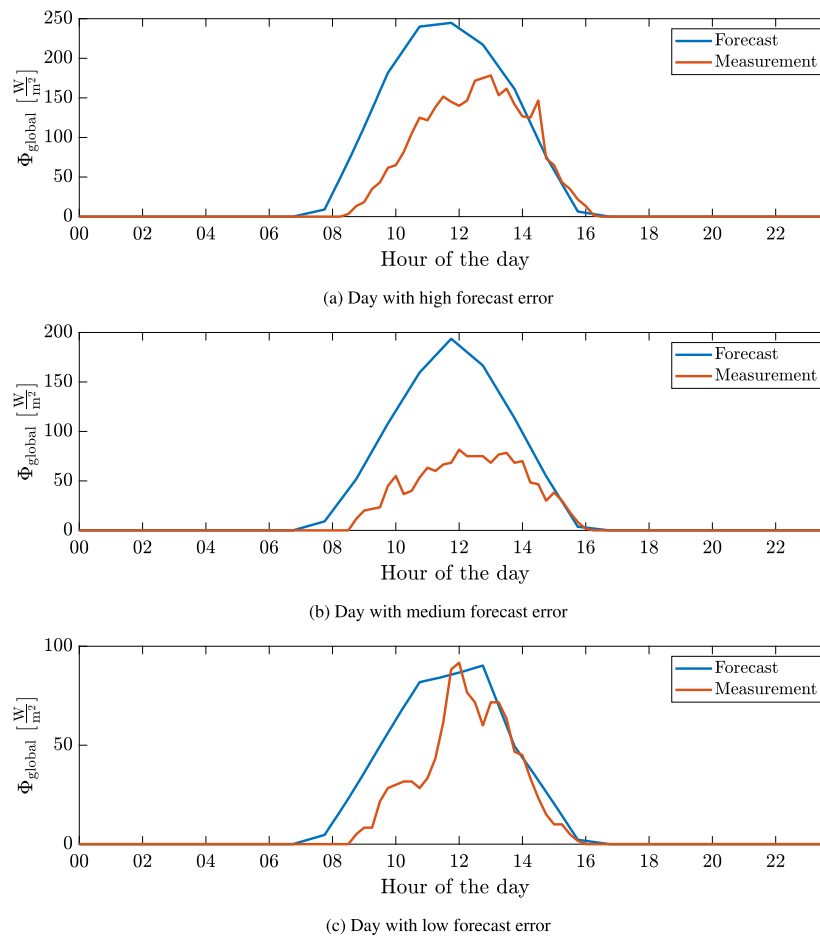 250
200
150
100
50
0
Φglobal [W/m²]
Forecast
Measurement
00 02 04 06 08 10 12 14 16 18 20 22
Hour of the day
(a) Day with high forecast error
200
150
100
50
0
Φglobal [W/m²]
Forecast
Measurement
00 02 04 06 08 10 12 14 16 18 20 22
Hour of the day
(b) Day with medium forecast error
100
50
0
Φglobal [W/m²]
Forecast
Measurement
00 02 04 06 08 10 12 14 16 18 20 22
Hour of the day
(c) Day with low forecast error